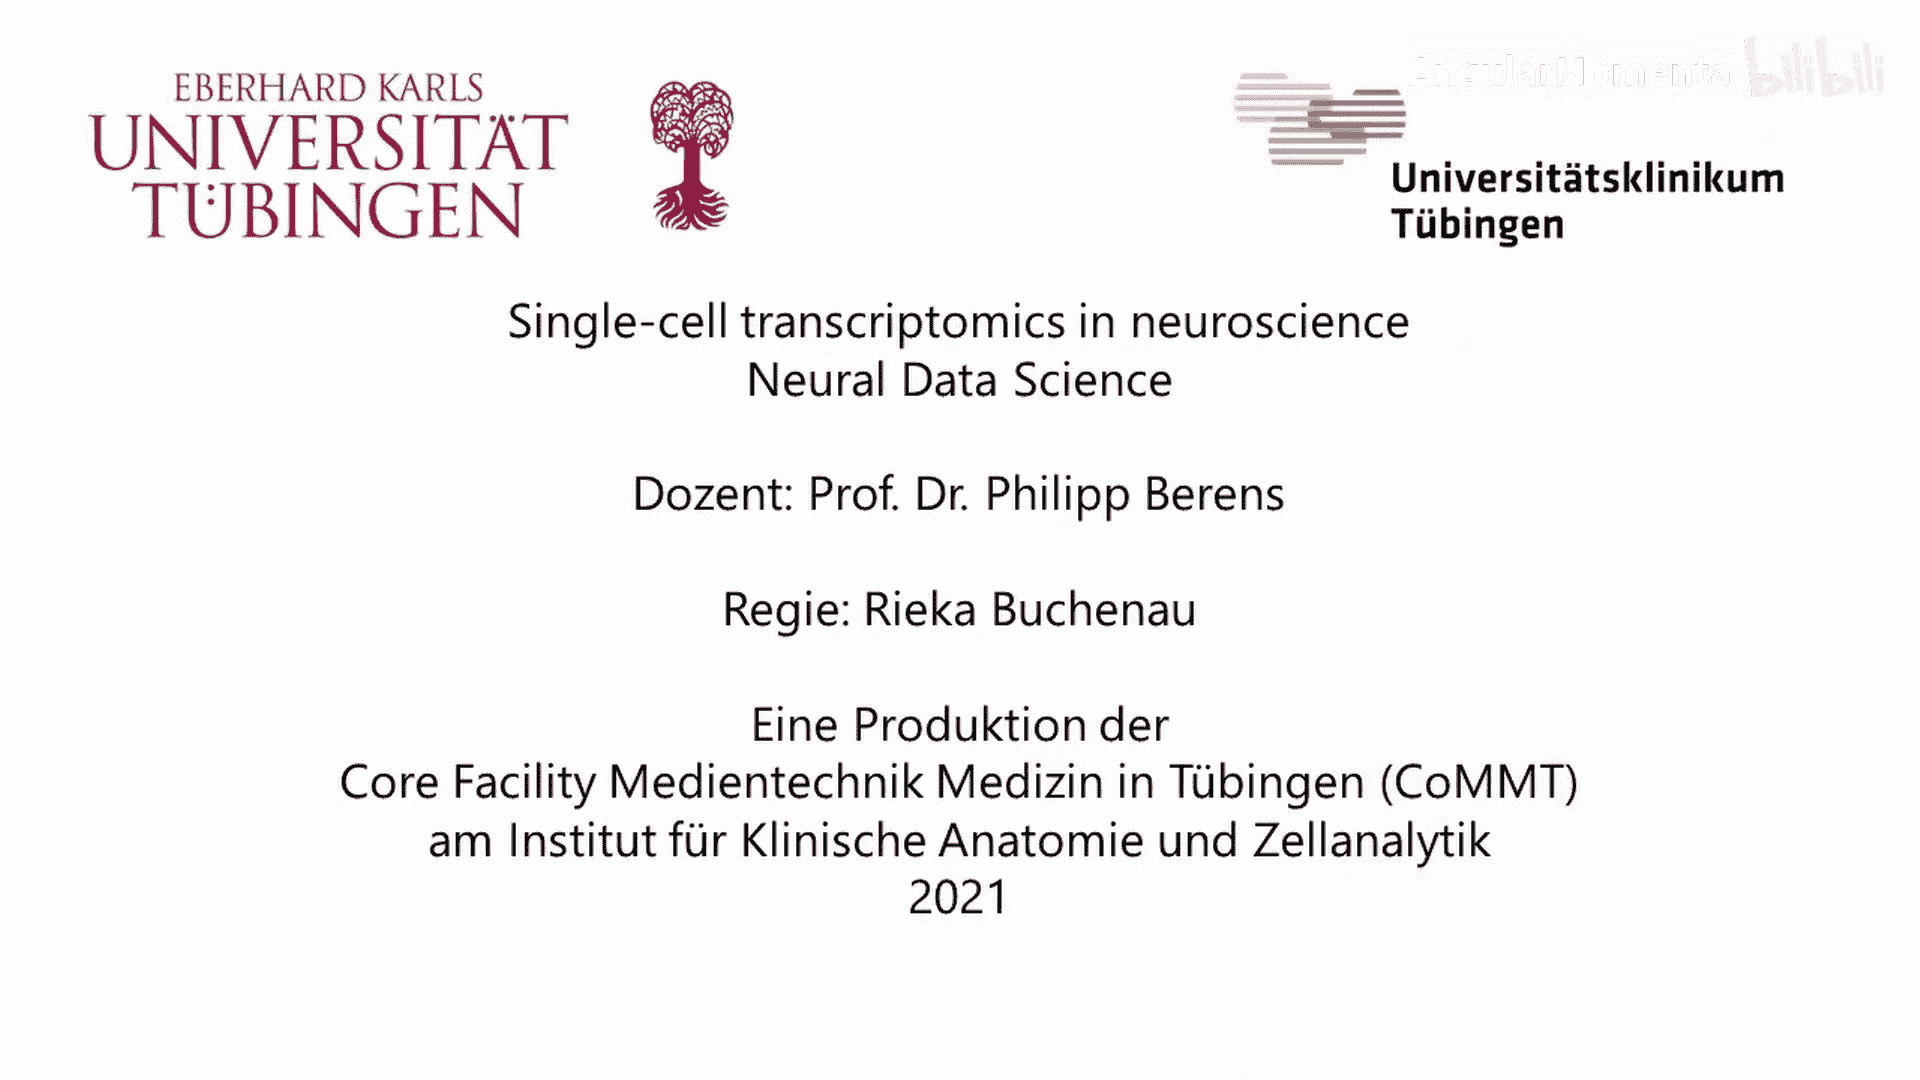 EBERHARD KARLS
UNIVERSITÄT
TÜBINGEN
AngularMomenta bilibili
Universitätsklinikum
Tübingen
Single-cell transcriptomics in neuroscience
Neural Data Science
Dozent: Prof. Dr. Philipp Berens
Regie: Rieka Buchenau
Eine Produktion der
Core Facility Medientechnik Medizin in Tübingen (CoMMT)
am Institut für Klinische Anatomie und Zellanalytik
2021